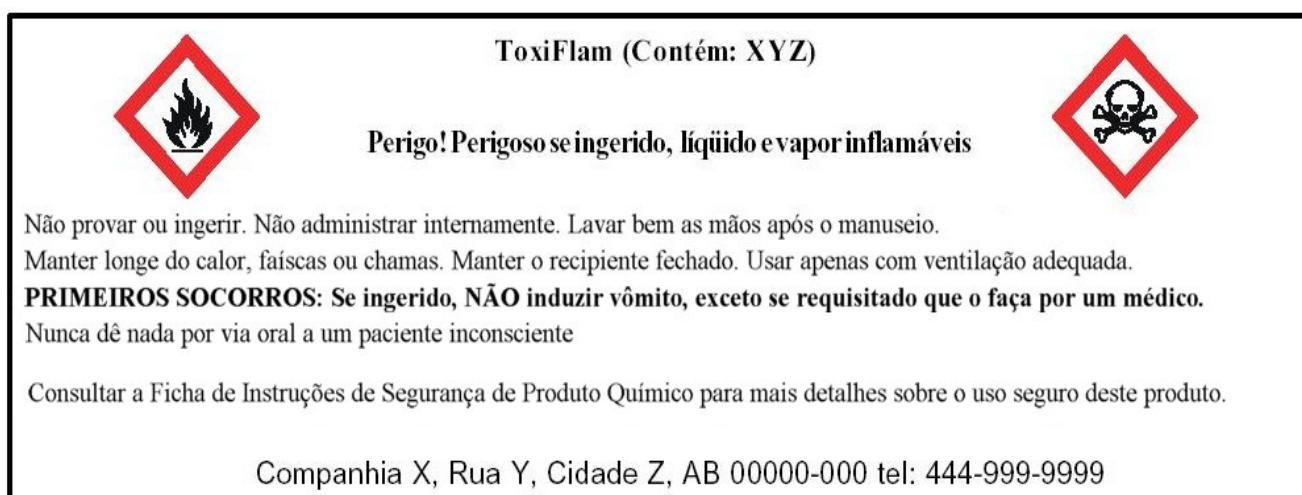 ToxiFlam (Contém: XYZ)
Perigo! Perigoso se ingerido, líqüido e vapor inflamáveis
Não provar ou ingerir. Não administrar internamente. Lavar bem as mãos após o manuseio.
Manter longe do calor, faíscas ou chamas. Manter o recipiente fechado. Usar apenas com ventilação adequada.
PRIMEIROS SOCORROS: Se ingerido, NÃO induzir vômito, exceto se requisitado que o faça por um médico.
Nunca dê nada por via oral a um paciente inconsciente
Consultar a Ficha de Instruções de Segurança de Produto Químico para mais detalhes sobre o uso seguro deste produto.
Companhia X, Rua Y, Cidade Z, AB 00000-000 tel: 444-999-9999